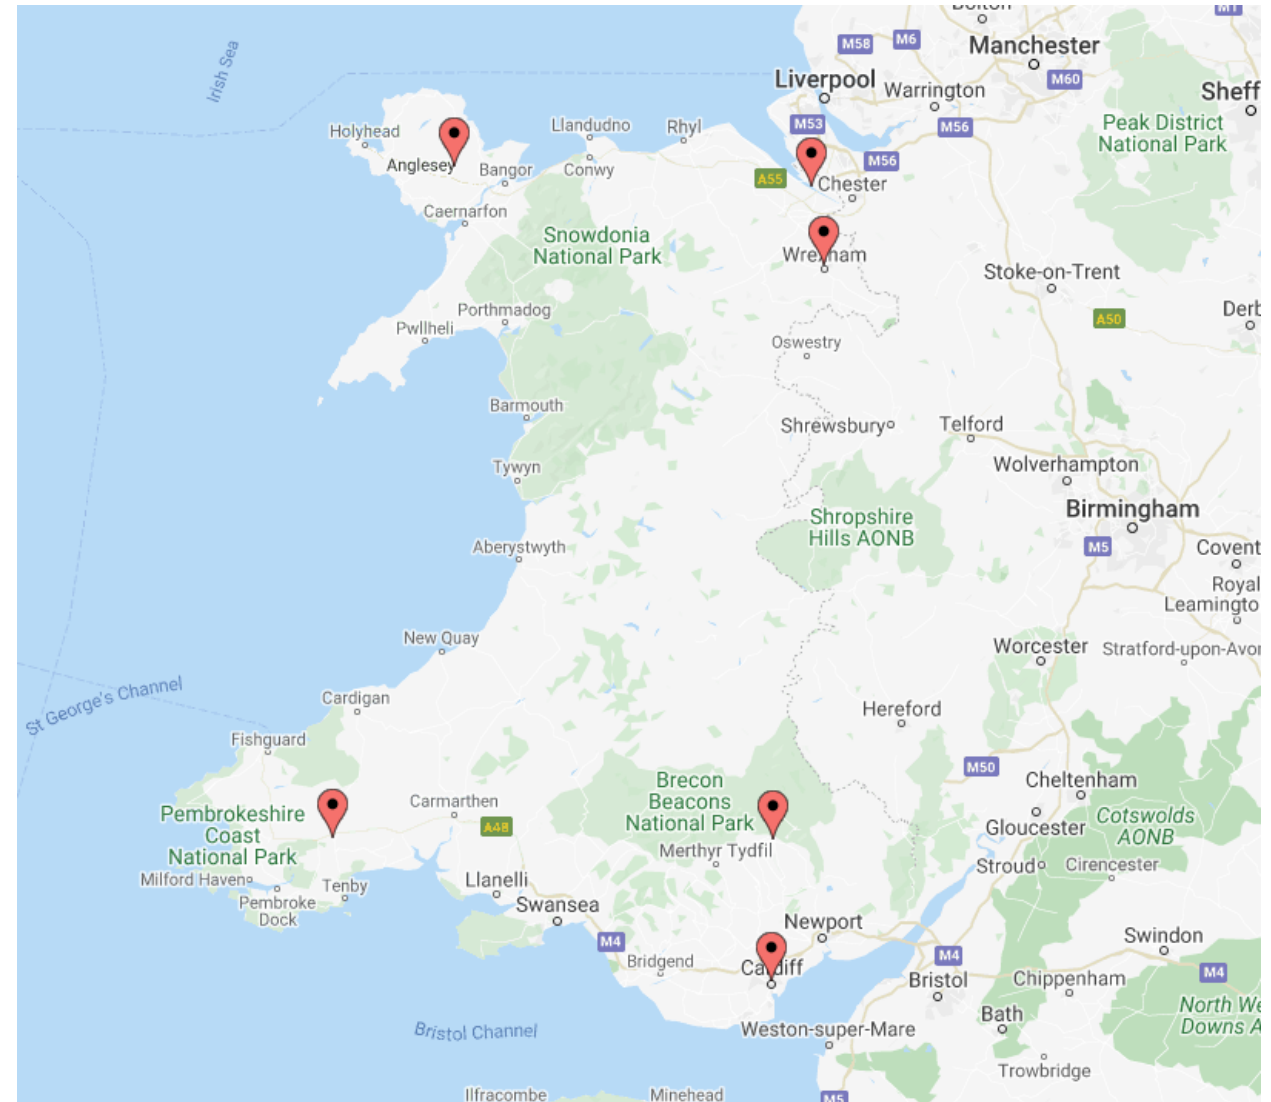 Bolton
M1
M58
M6
Manchester
Irish Sea
Liverpool
M60
Warrington
Sheff
Holyhead
Llandudno
Rhyl
M53
M56
Peak District
National Park
Anglesey
Bangor
Conwy
M56
A55
Chester
Caernarfon
Snowdonia
National Park
Wrexham
Stoke-on-Trent
Porthmadog
Derb
A50
Pwllheli
Oswestry
Barmouth
Shrewsbury
Telford
Tywyn
Wolverhampton
Birmingham
Shropshire
Hills AONB
Aberystwyth
M5
Covent
Royal
Leamingto
New Quay
Worcester
Stratford-upon-Avon
St George's Channel
Cardigan
Hereford
Fishguard
M50
Brecon
Beacons
National Park
Cheltenham
Carmarthen
Pembrokeshire
Coast
National Park
A48
Gloucester
Cotswolds
AONB
Merthyr Tydfil
Stroud
Cirencester
Milford Haven
Tenby
Llanelli
Pembroke
Dock
Swansea
Newport
M4
Swindon
Bridgend
Cardiff
M4
M4
Bristol
Chippenham
North We
Downs A
Bath
Bristol Channel
Weston-super-Mare
Trowbridge
Ilfracombe
Minehead
M5